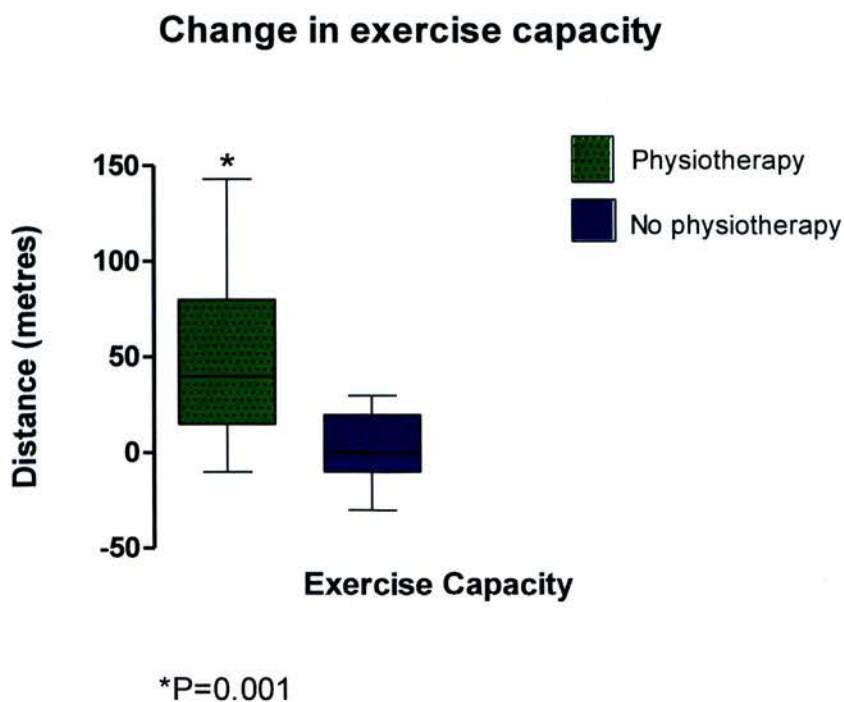 Change in exercise capacity
*
Physiotherapy
No physiotherapy
Distance (metres)
150
100
50
0
-50
Exercise Capacity
*P=0.001